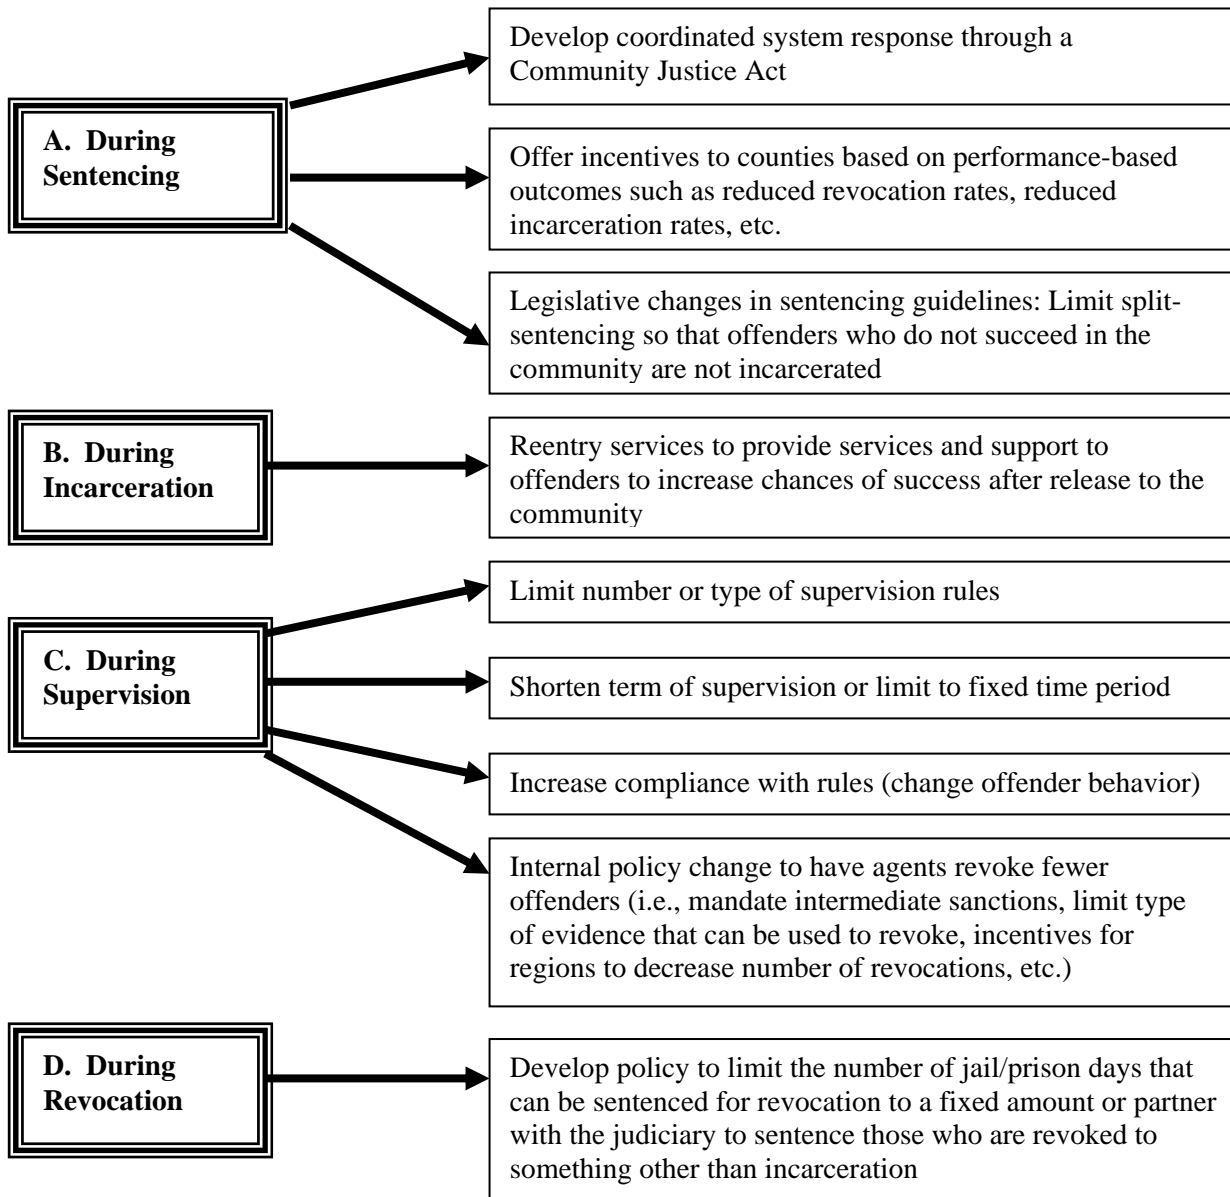 A. During
Sentencing
Develop coordinated system response through a
Community Justice Act
Offer incentives to counties based on performance-based
outcomes such as reduced revocation rates, reduced
incarceration rates, etc.
Legislative changes in sentencing guidelines: Limit split-
sentencing so that offenders who do not succeed in the
community are not incarcerated
B. During
Incarceration
Reentry services to provide services and support to
offenders to increase chances of success after release to the
community
C. During
Supervision
Limit number or type of supervision rules
Shorten term of supervision or limit to fixed time period
Increase compliance with rules (change offender behavior)
Internal policy change to have agents revoke fewer
offenders (i.e., mandate intermediate sanctions, limit type
of evidence that can be used to revoke, incentives for
regions to decrease number of revocations, etc.)
D. During
Revocation
Develop policy to limit the number of jail/prison days that
can be sentenced for revocation to a fixed amount or partner
with the judiciary to sentence those who are revoked to
something other than incarceration